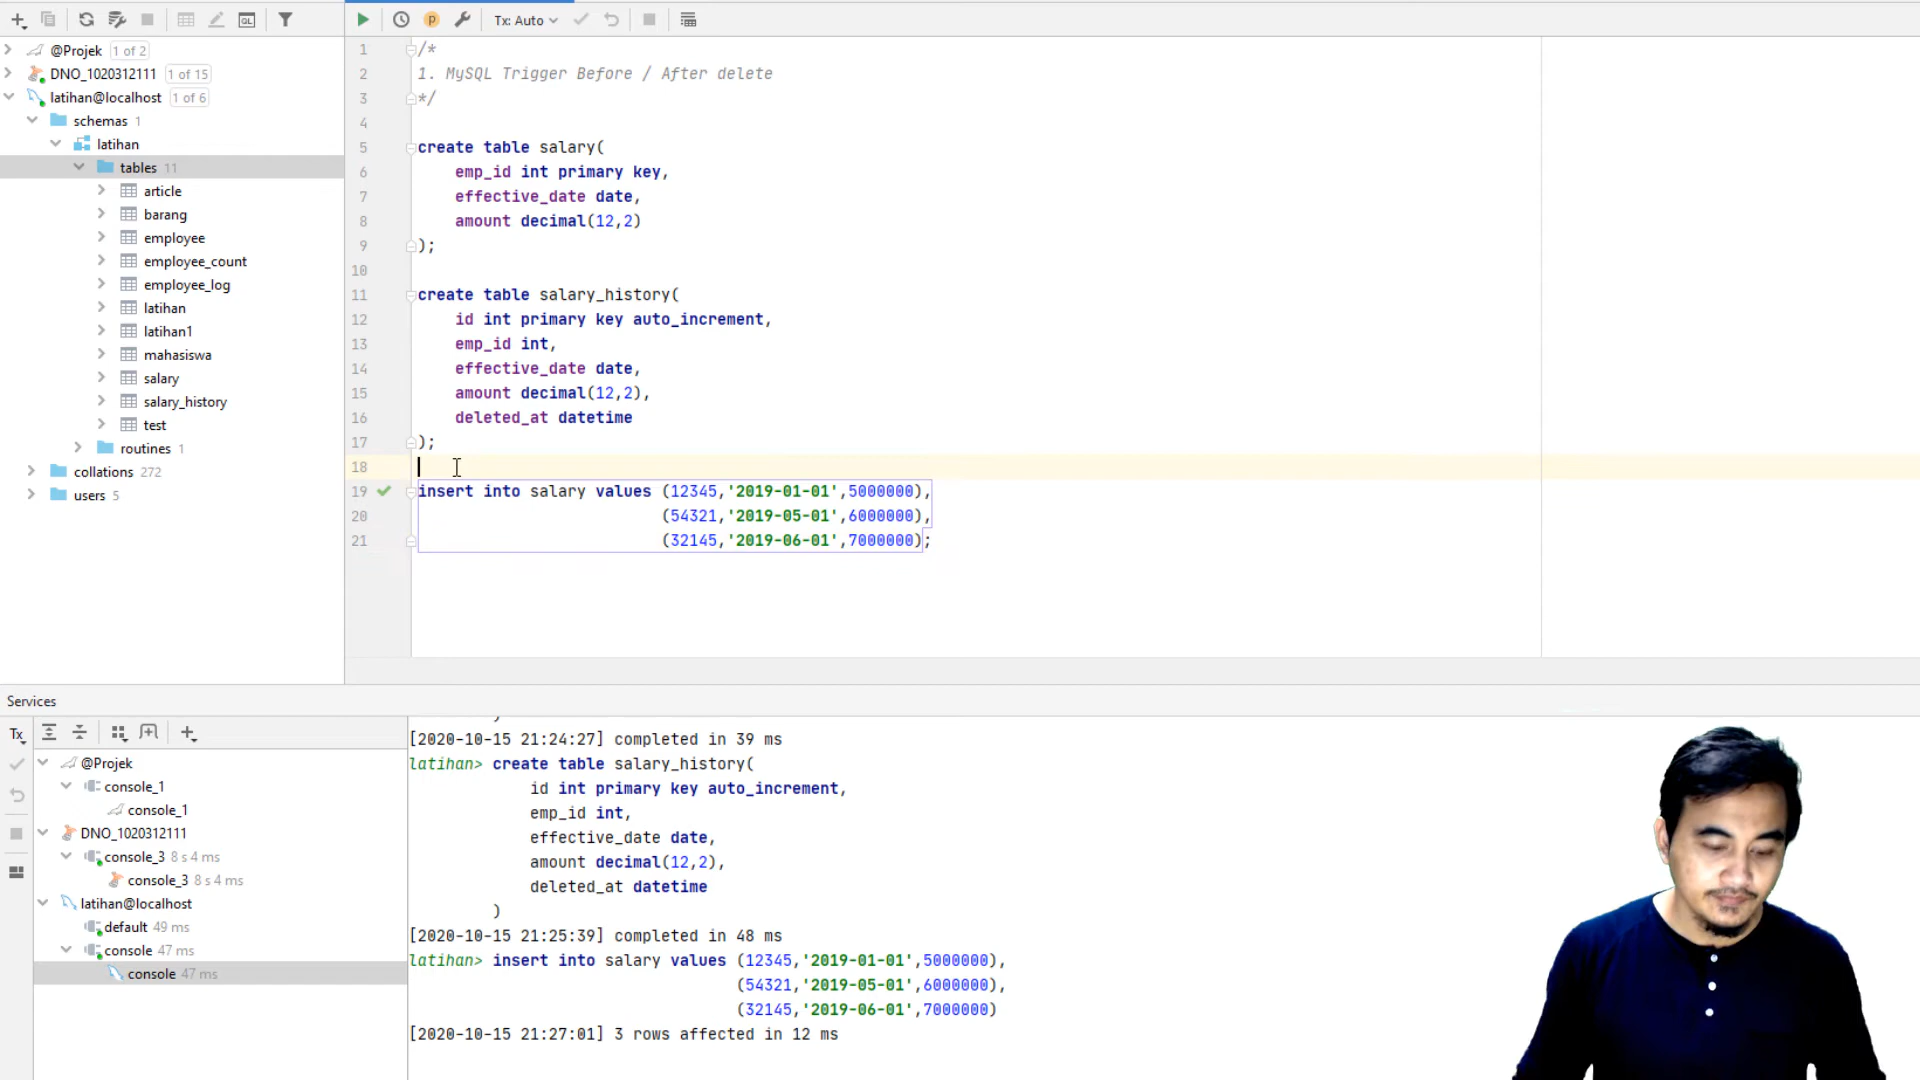 Tx: Auto
@Projek 1 of 2
DNO_1020312111 1 of 15
latihan@localhost 1 of 6
schemas 1
latihan
tables 11
article
barang
employee
employee_count
employee_log
latihan
latihan1
mahasiswa
salary
salary_history
test
routines 1
collations 272
users 5
1 /*
2 1. MySQL Trigger Before / After delete
3 */
4
5 create table salary(
6 emp_id int primary key,
7 effective_date date,
8 amount decimal(12,2)
9 );
10
11 create table salary_history(
12 id int primary key auto_increment,
13 emp_id int,
14 effective_date date,
15 amount decimal(12,2),
16 deleted_at datetime
17 );
18
19 insert into salary values (12345,'2019-01-01',5000000),
20 (54321,'2019-05-01',6000000),
21 (32145,'2019-06-01',7000000);
Services
Tx
@Projek
console_1
console_1
DNO_1020312111
console_3 8 s 4 ms
console_3 8 s 4 ms
latihan@localhost
default 49 ms
console 47 ms
console 47 ms
)
[2020-10-15 21:24:27] completed in 39 ms
latihan> create table salary_history(
id int primary key auto_increment,
emp_id int,
effective_date date,
amount decimal(12,2),
deleted_at datetime
)
[2020-10-15 21:25:39] completed in 48 ms
latihan> insert into salary values (12345,'2019-01-01',5000000),
(54321,'2019-05-01',6000000),
(32145,'2019-06-01',7000000)
[2020-10-15 21:27:01] 3 rows affected in 12 ms